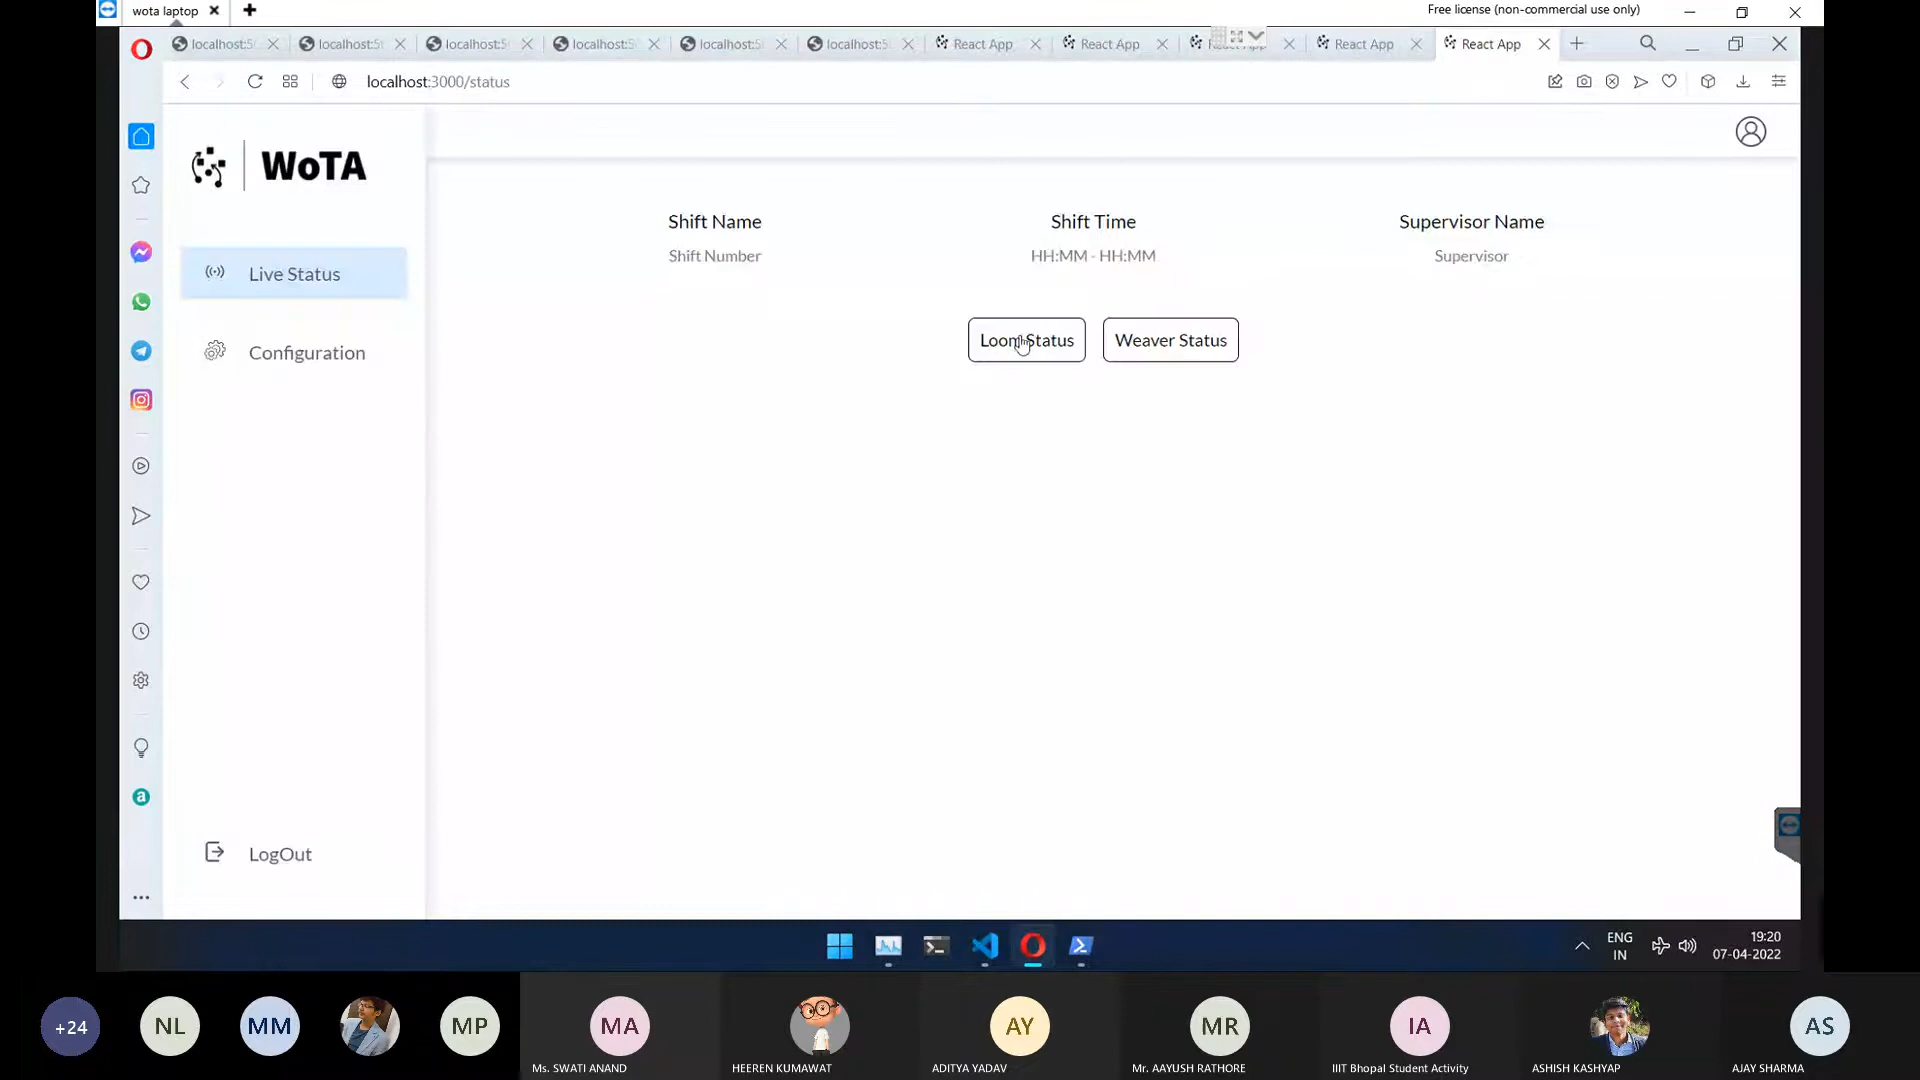 wota laptop
Free license (non-commercial use only)
localhost:5
localhost:5
localhost:5
localhost:5
localhost:5
localhost:5
React App
React App
React App
React App
localhost:3000/status
WoTA
Shift Name
Shift Time
Supervisor Name
Shift Number
HH:MM - HH:MM
Supervisor
Live Status
Loom Status
Weaver Status
Configuration
LogOut
a
ENG
IN
19:20
07-04-2022
+24
NL
MM
MP
MA
AY
MR
IA
AS
Ms. SWATI ANAND
HEEREN KUMAWAT
ADITYA YADAV
Mr. AAYUSH RATHORE
IIIT Bhopal Student Activity
ASHISH KASHYAP
AJAY SHARMA